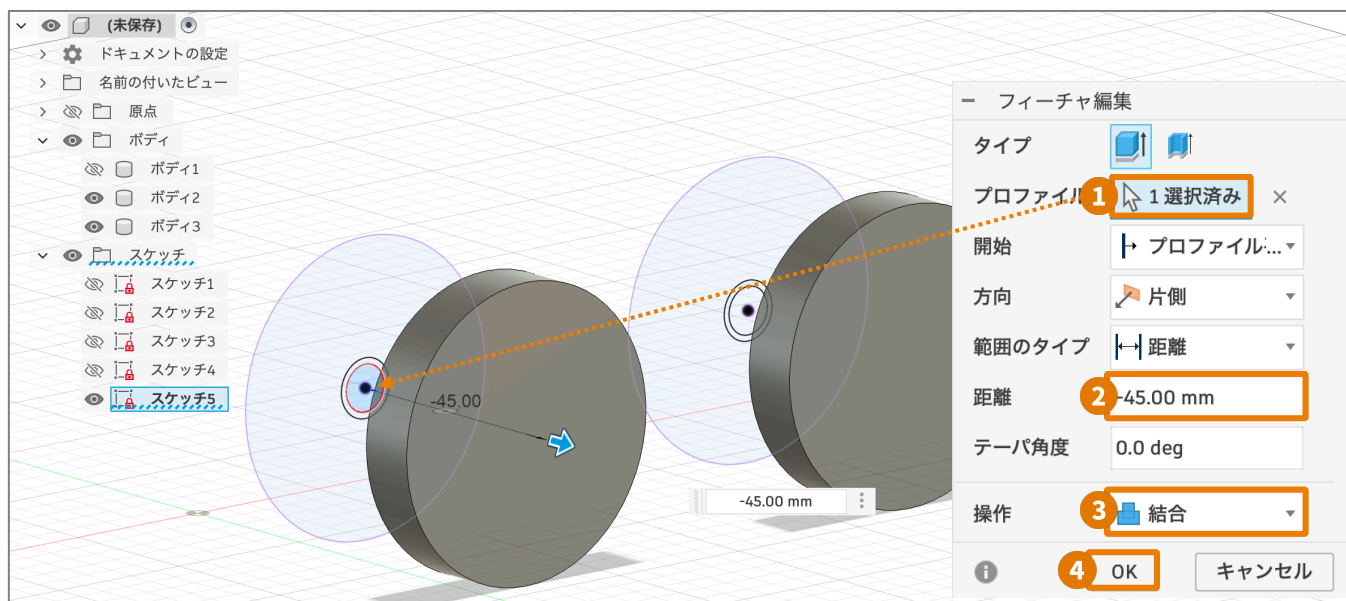 (未保存)
ドキュメントの設定
名前の付いたビュー
原点
ボディ
ボディ1
ボディ2
ボディ3
スケッチ
スケッチ1
スケッチ2
スケッチ3
スケッチ4
スケッチ5
-45.00
-45.00 mm
フィーチャ編集
タイプ
プロファイル 1 1 選択済み
開始 プロファイル...
方向 片側
範囲のタイプ 距離
距離 2 -45.00 mm
テーパ角度 0.0 deg
操作 3 結合
4 OK キャンセル